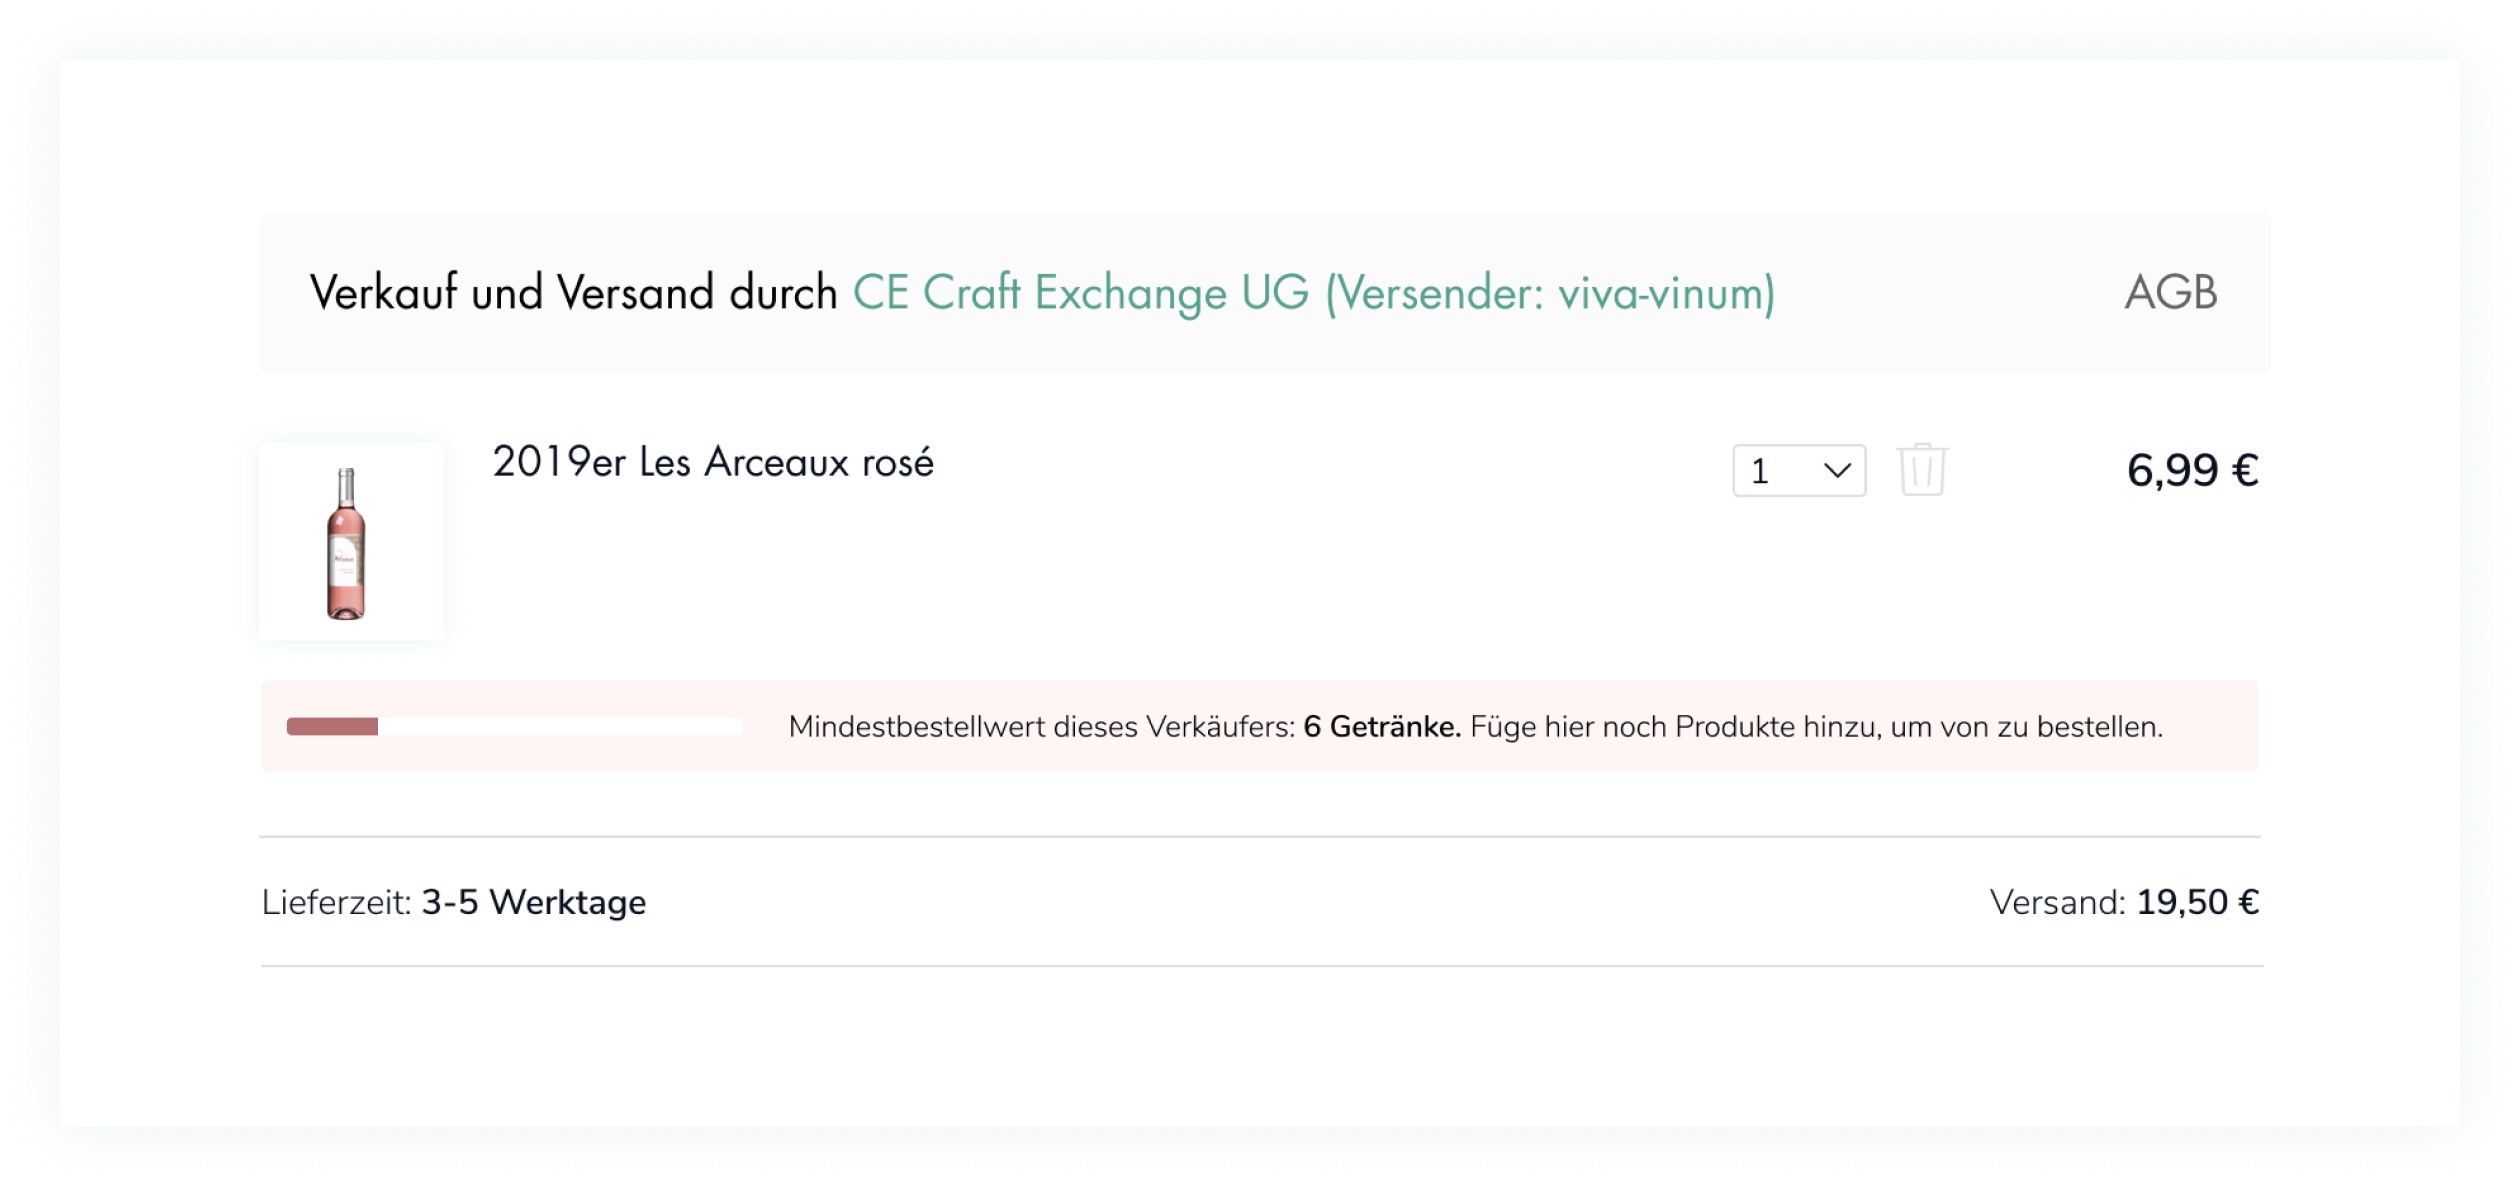 Verkauf und Versand durch CE Craft Exchange UG (Versender: viva-vinum) AGB
2019er Les Arceaux rosé 1 6,99 €
Mindestbestellwert dieses Verkäufers: 6 Getränke. Füge hier noch Produkte hinzu, um von zu bestellen.
Lieferzeit: 3-5 Werktage Versand: 19,50 €